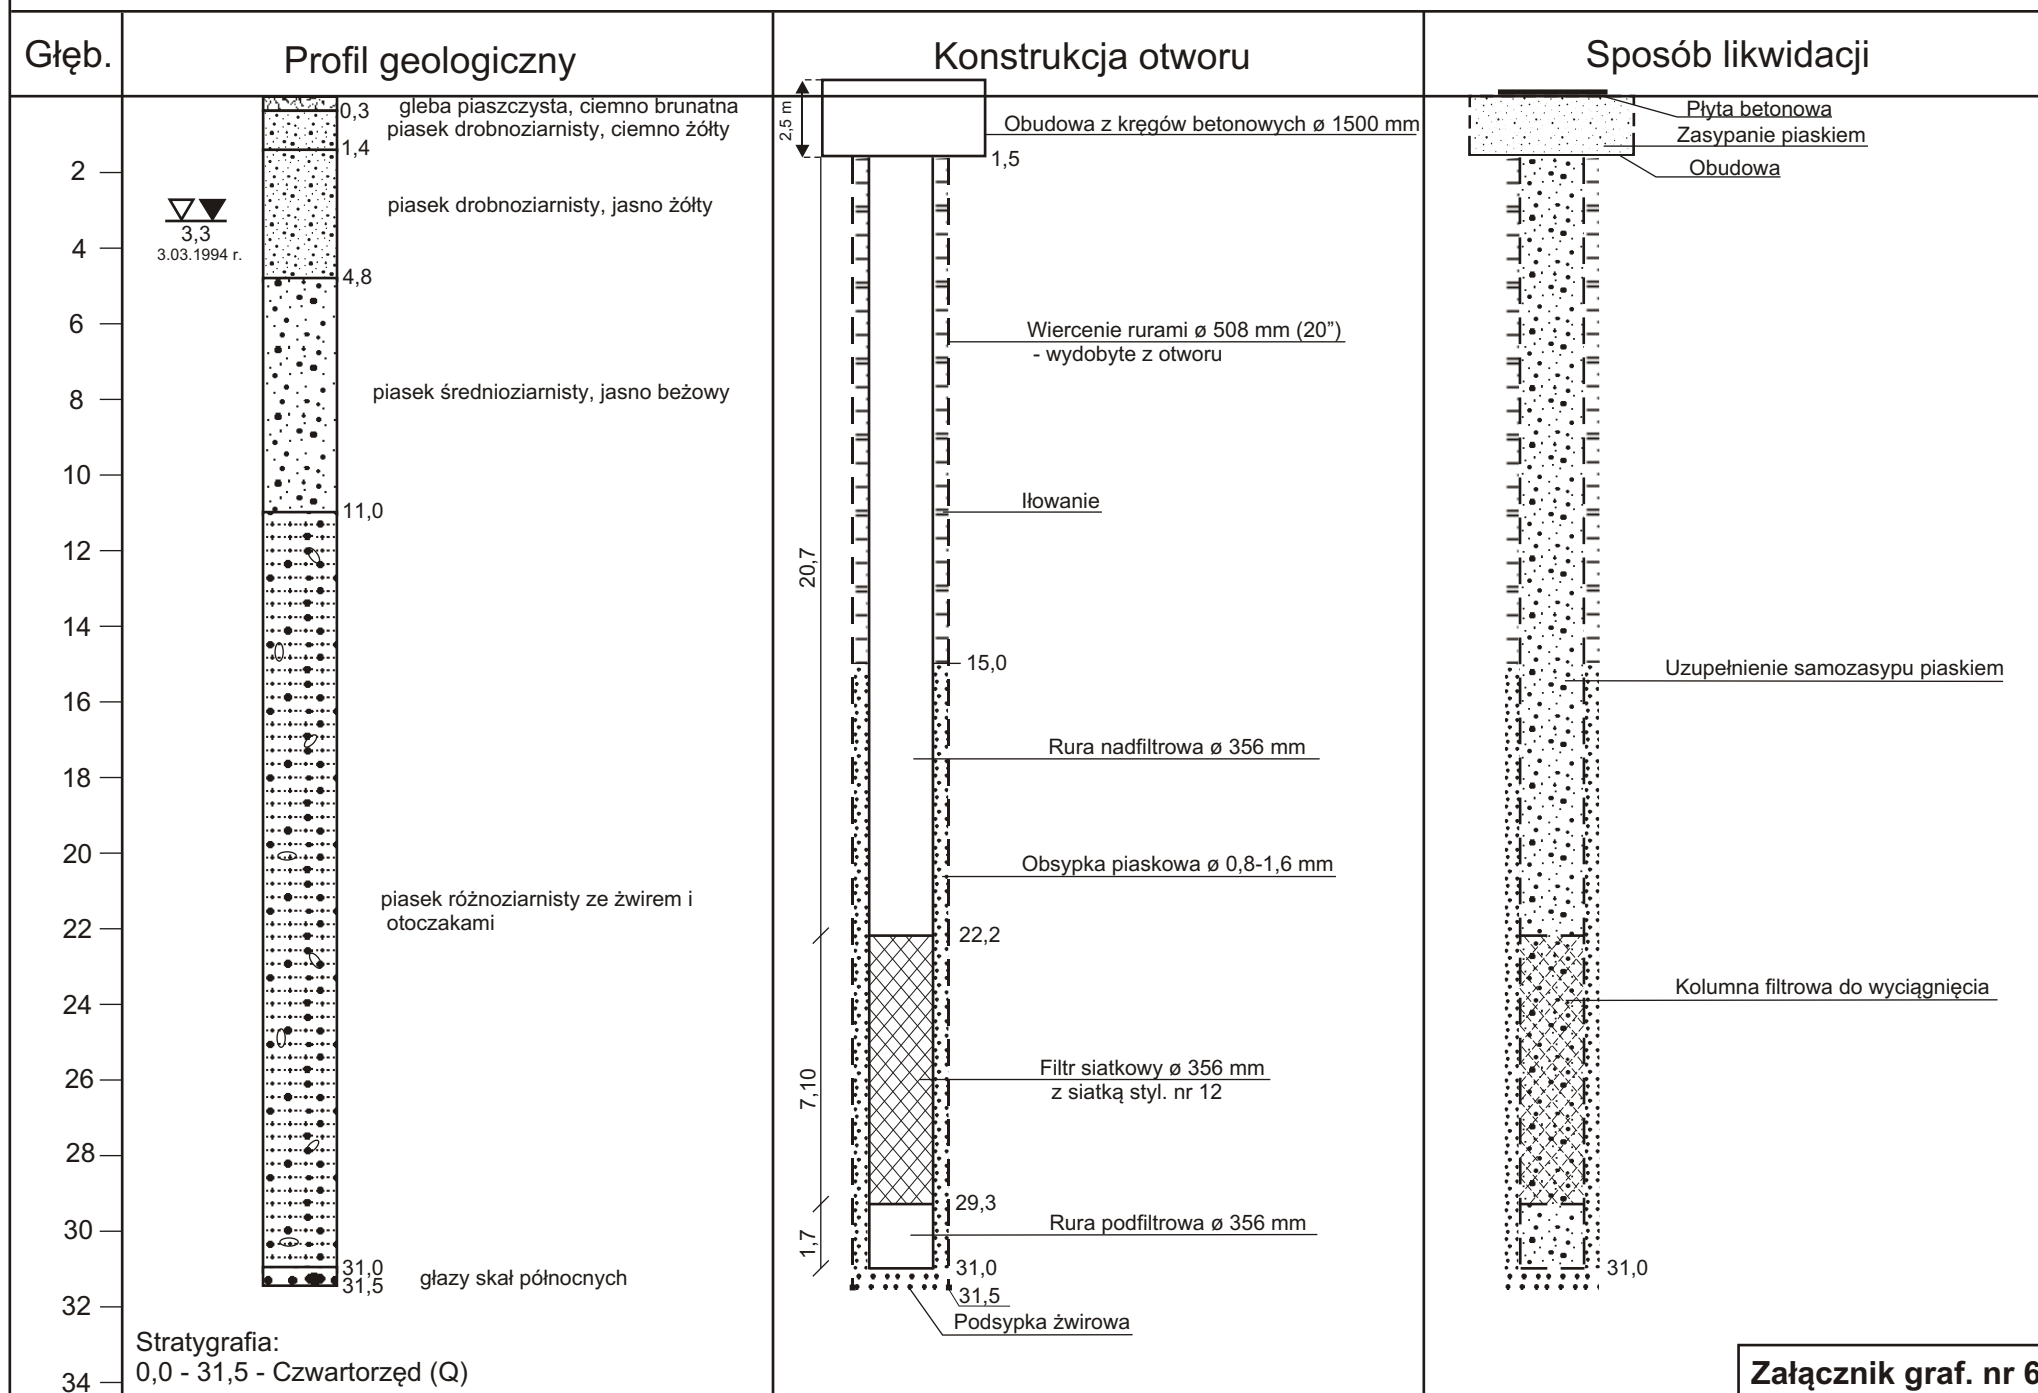 Głęb.
Profil geologiczny
Konstrukcja otworu
Sposób likwidacji
2
4
6
8
10
12
14
16
18
20
22
24
26
28
30
32
34
0,3
gleba piaszczysta, ciemno brunatna
piasek drobnoziarnisty, ciemno żółty
1,4
piasek drobnoziarnisty, jasno żółty
3,3
3.03.1994 r.
4,8
piasek średnioziarnisty, jasno beżowy
11,0
piasek różnoziarnisty ze żwirem i
otoczakami
31,0
31,5
głazy skał północnych
Stratygrafia:
0,0 - 31,5 - Czwartorzęd (Q)
2,5 m
Obudowa z kręgów betonowych ø 1500 mm
1,5
Wiercenie rurami ø 508 mm (20”)
- wydobyte z otworu
Iłowanie
20,7
15,0
Rura nadfiltrowa ø 356 mm
Obsypka piaskowa ø 0,8-1,6 mm
22,2
7,10
Filtr siatkowy ø 356 mm
z siatką styl. nr 12
29,3
1,7
Rura podfiltrowa ø 356 mm
31,0
31,5
Podsypka żwirowa
Płyta betonowa
Zasypanie piaskiem
Obudowa
Uzupełnienie samozasypu piaskiem
Kolumna filtrowa do wyciągnięcia
31,0
Załącznik graf. nr 6